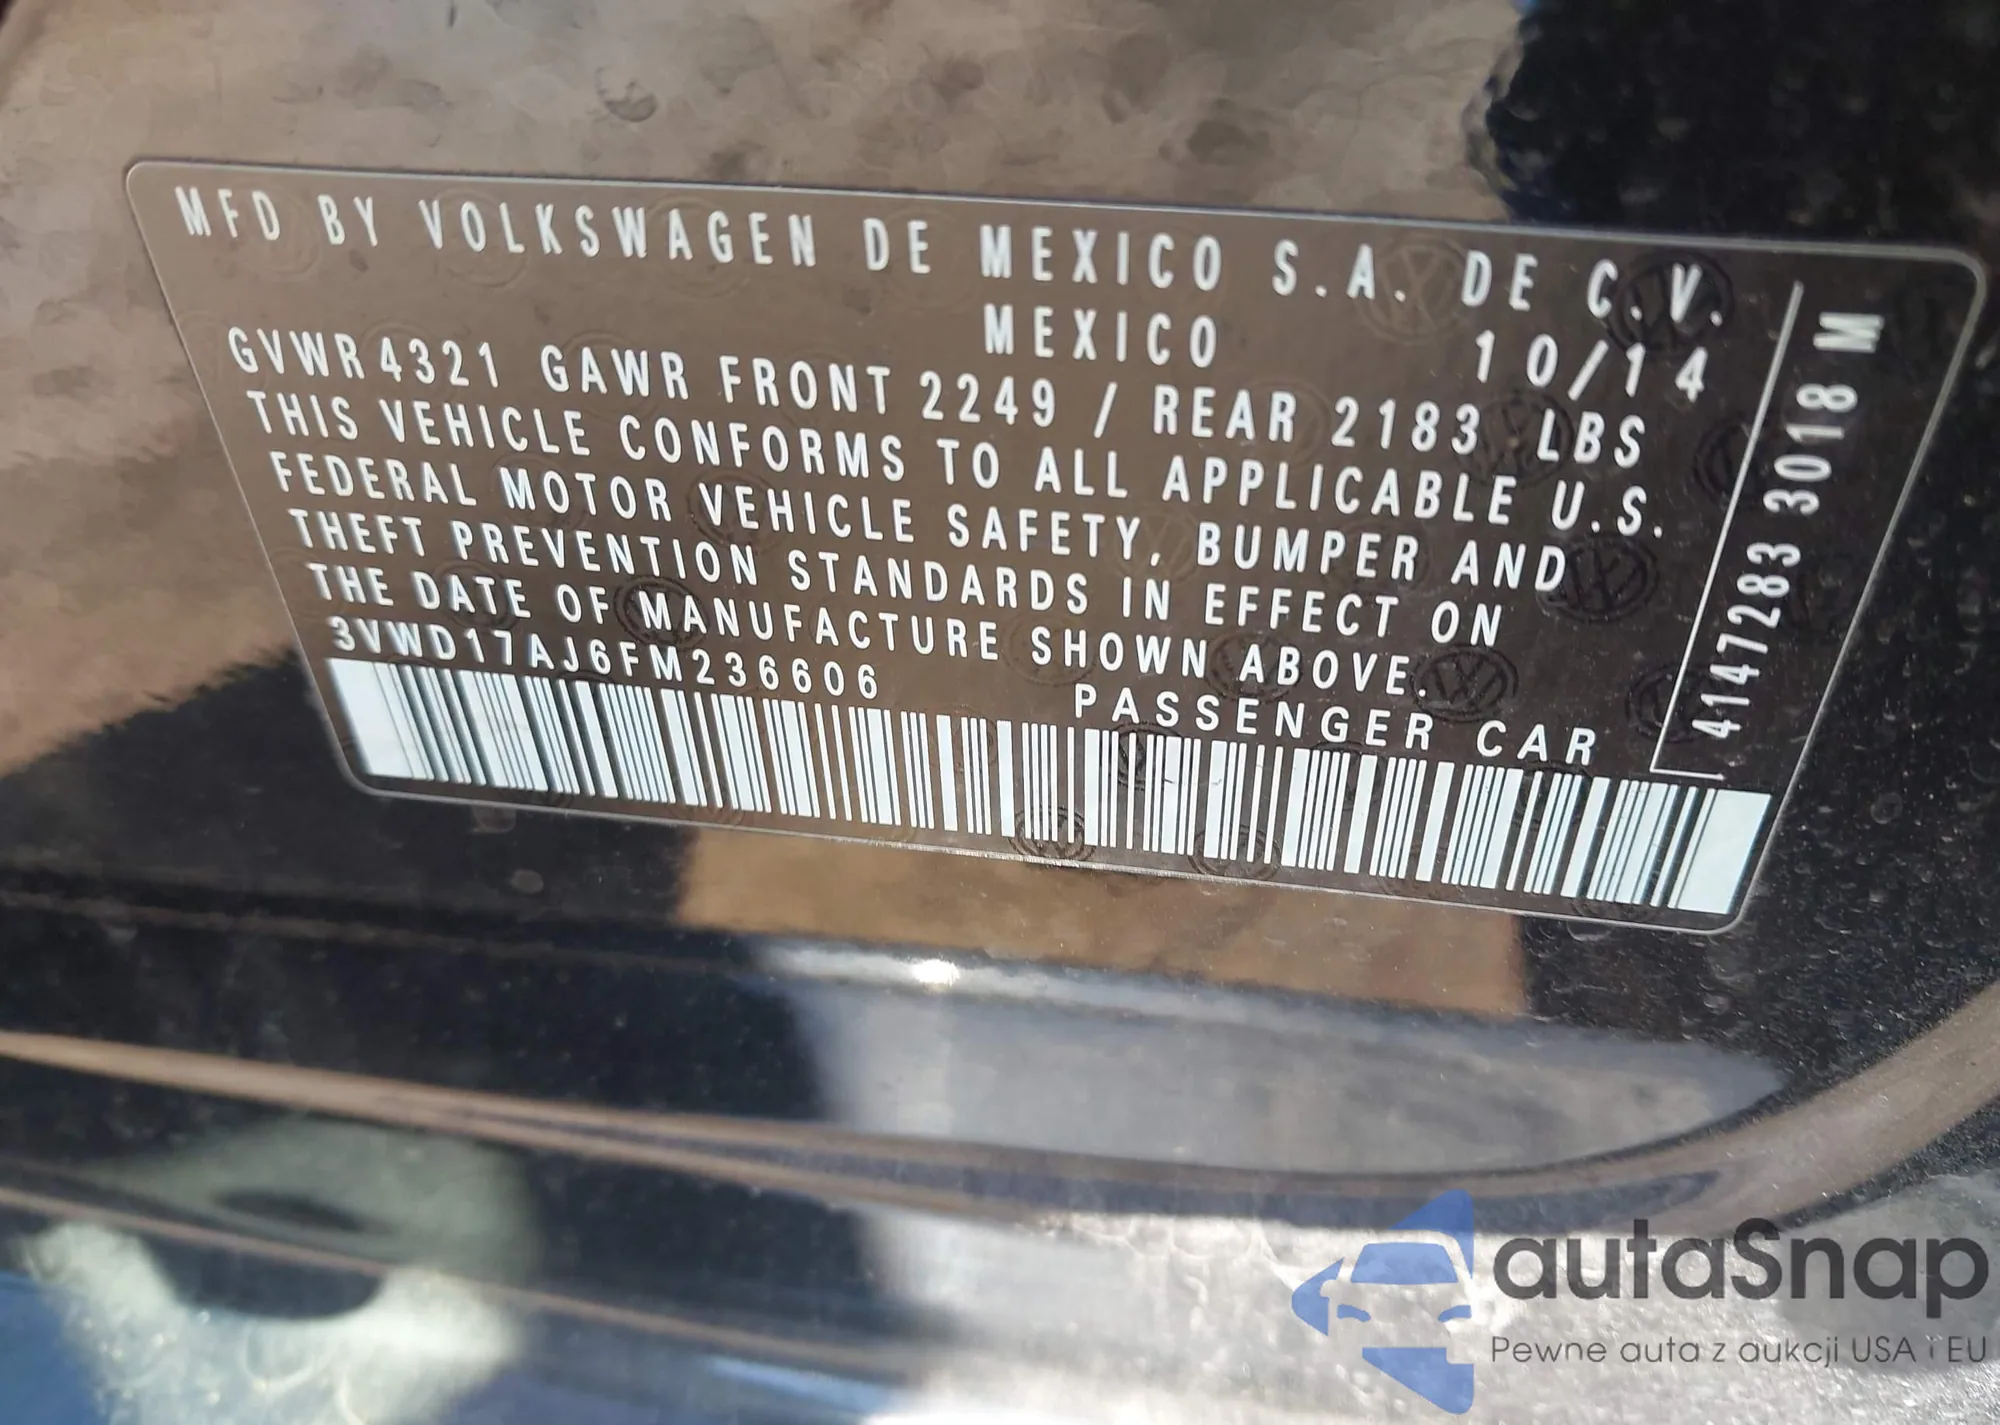 MFD BY VOLKSWAGEN DE MEXICO S.A. DE C.V.
MEXICO 10/14
GVWR 4321 GAWR FRONT 2249 / REAR 2183 LBS
THIS VEHICLE CONFORMS TO ALL APPLICABLE U.S.
FEDERAL MOTOR VEHICLE SAFETY, BUMPER AND
THEFT PREVENTION STANDARDS IN EFFECT ON
THE DATE OF MANUFACTURE SHOWN ABOVE.
3VWD17AJ6FM236606 PASSENGER CAR
4147283 3018 M
autaSnap
Pewne auta z aukcji USA i EU